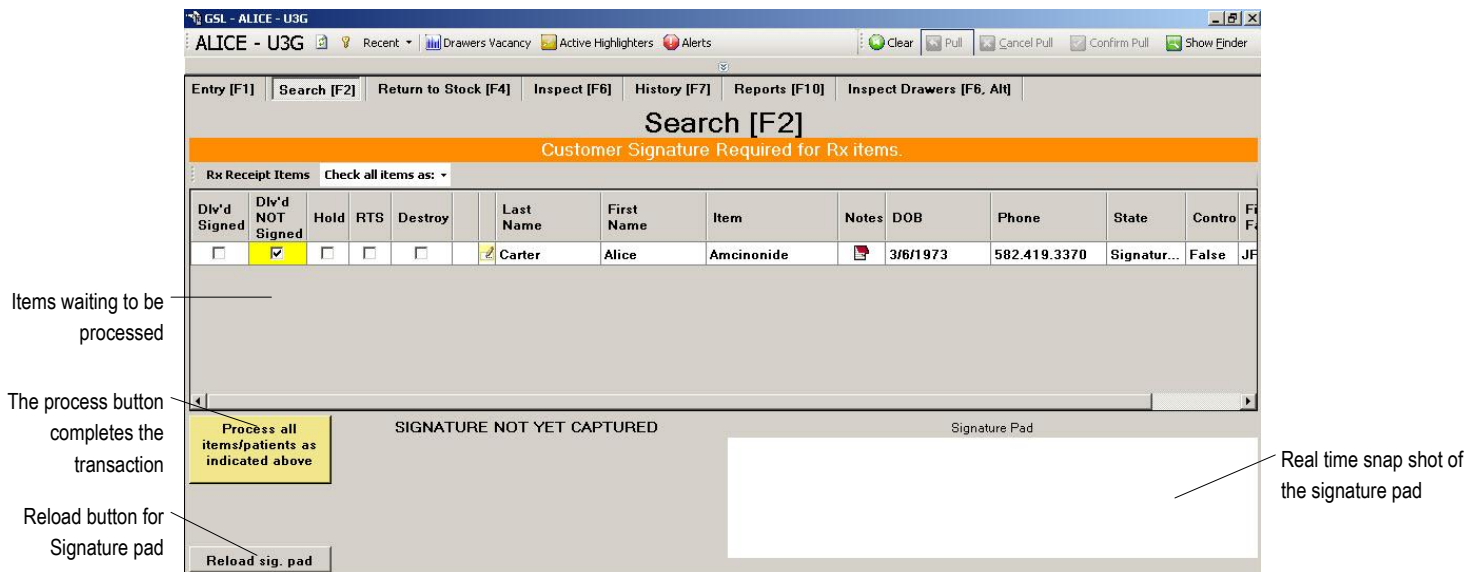 GSL - ALICE - U3G
ALICE - U3G Recent Drawers Vacancy Active Highlighters Alerts Clear Pull Cancel Pull Confirm Pull Show Finder
Entry [F1] Search [F2] Return to Stock [F4] Inspect [F6] History [F7] Reports [F10] Inspect Drawers [F6, Alt]
Search [F2]
Customer Signature Required for Rx items.
Rx Receipt Items Check all items as:
Dlv'd Signed Dlv'd NOT Signed Hold RTS Destroy Last Name First Name Item Notes DOB Phone State Contro Fi
Carter Alice Amcinonide 3/6/1973 582.419.3370 Signatur... False JF
Items waiting to be
processed
The process button
completes the
transaction
Process all
items/patients as
indicated above
SIGNATURE NOT YET CAPTURED
Signature Pad
Real time snap shot of
the signature pad
Reload button for
Signature pad
Reload sig. pad